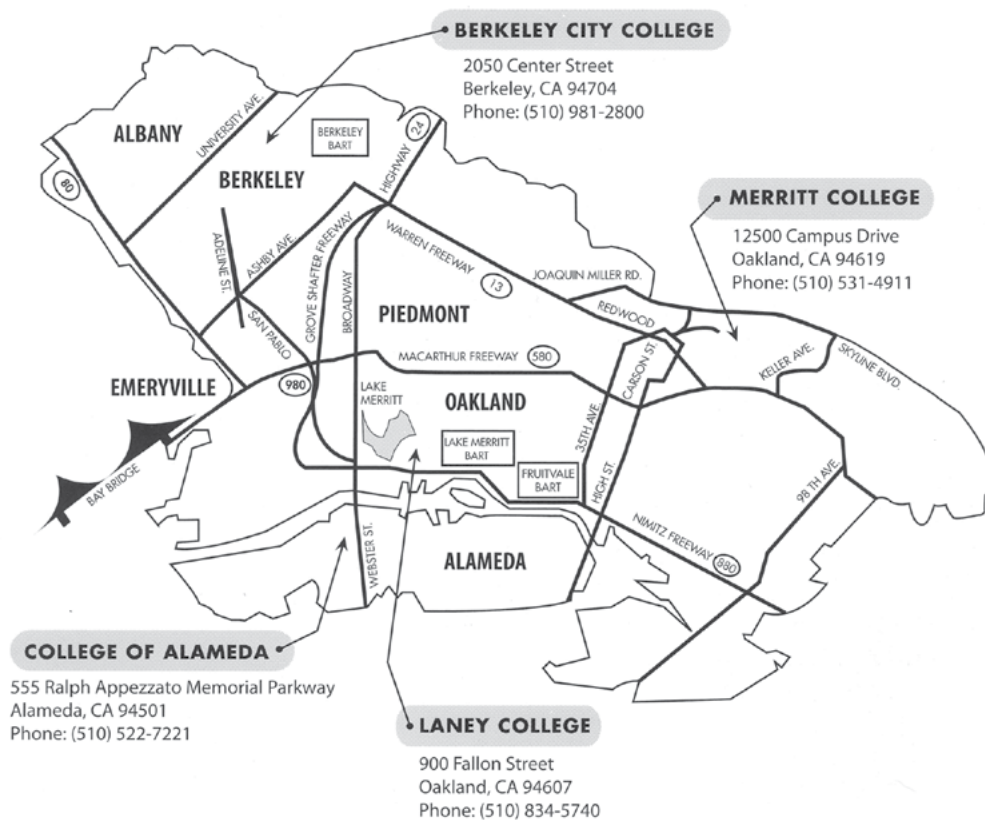 BERKELEY CITY COLLEGE
2050 Center Street
Berkeley, CA 94704
Phone: (510) 981-2800
ALBANY
UNIVERSITY AVE.
BERKELEY
BART
HIGHWAY
24
80
BERKELEY
MERRITT COLLEGE
12500 Campus Drive
Oakland, CA 94619
Phone: (510) 531-4911
ADELINE ST.
ASHBY AVE.
GROVE SHAFTER FREEWAY
BROADWAY
WARREN FREEWAY
13
JOAQUIN MILLER RD.
REDWOOD
SAN PABLO
PIEDMONT
MACARTHUR FREEWAY
580
CARSON ST.
KELLER AVE.
SKYLINE BLVD.
EMERYVILLE
980
LAKE
MERRITT
OAKLAND
35TH AVE.
LAKE MERRITT
BART
FRUITVALE
BART
HIGH ST.
98 TH AVE.
BAY BRIDGE
NIMITZ FREEWAY
880
WEBSTER ST.
ALAMEDA
COLLEGE OF ALAMEDA
555 Ralph Appezzato Memorial Parkway
Alameda, CA 94501
Phone: (510) 522-7221
LANEY COLLEGE
900 Fallon Street
Oakland, CA 94607
Phone: (510) 834-5740